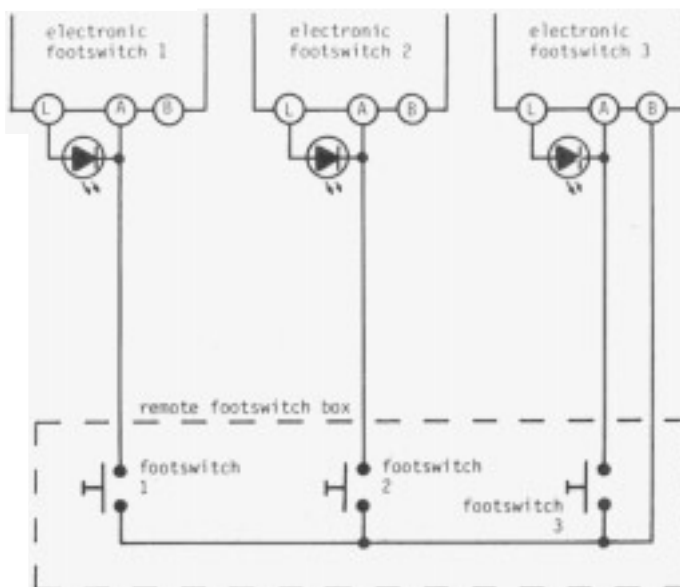 electronic
footswitch 1
electronic
footswitch 2
electronic
footswitch 3
L
A
B
L
A
B
L
A
B
remote footswitch box
footswitch
1
footswitch
2
footswitch
3